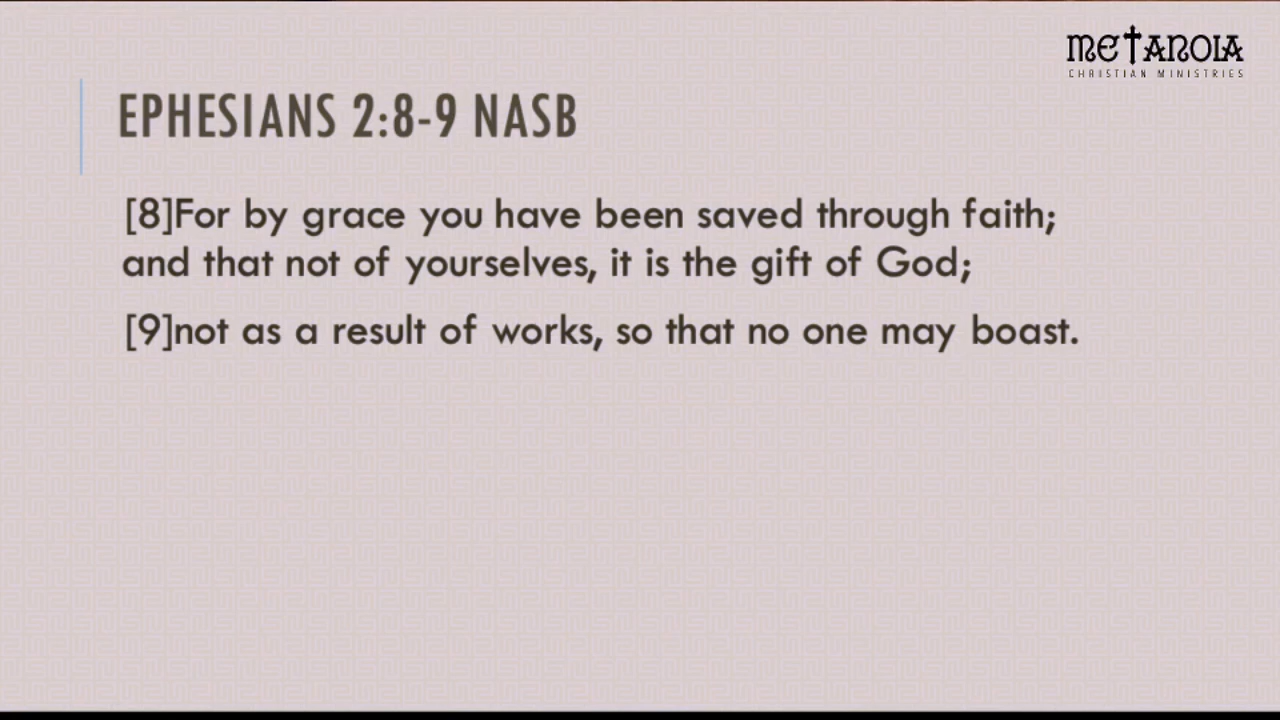 METANOIA
CHRISTIAN MINISTRIES
EPHESIANS 2:8-9 NASB
[8]For by grace you have been saved through faith;
and that not of yourselves, it is the gift of God;
[9]not as a result of works, so that no one may boast.